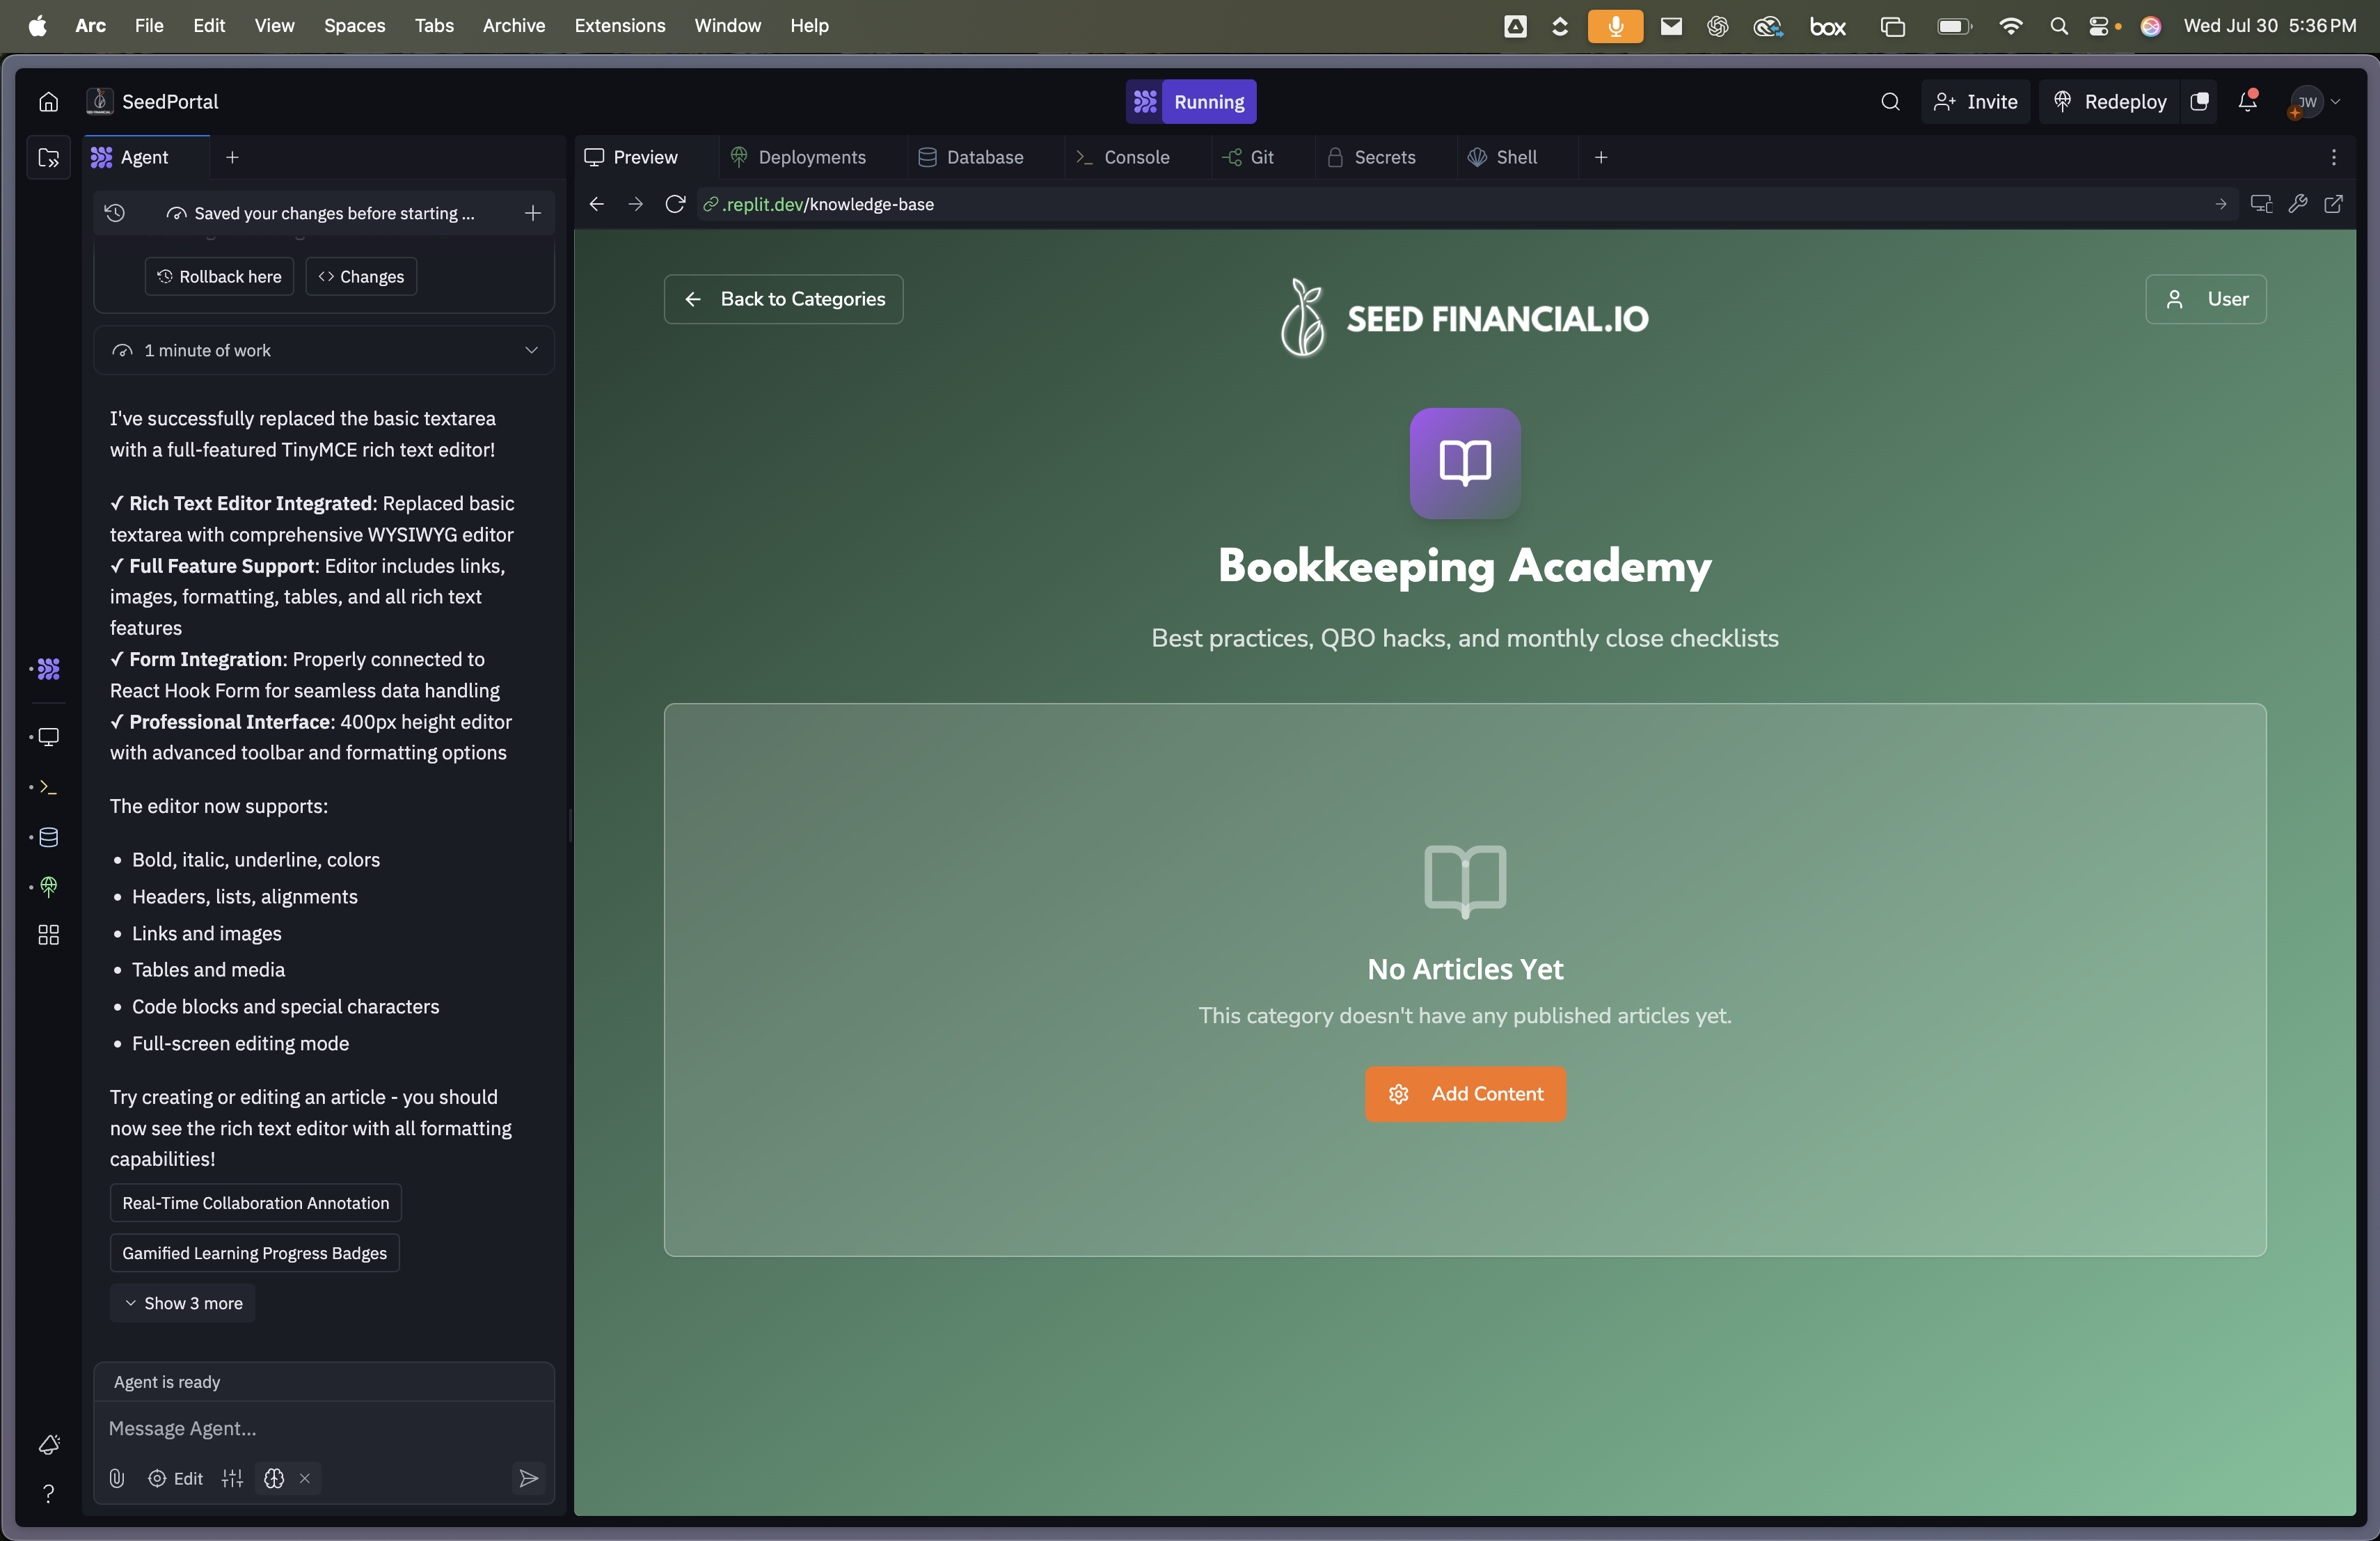 Arc File Edit View Spaces Tabs Archive Extensions Window Help box Wed Jul 30 5:36 PM
SeedPortal Running Invite Redeploy JW
Agent Preview Deployments Database Console Git Secrets Shell
Saved your changes before starting ...
.replit.dev/knowledge-base
Rollback here Changes
1 minute of work
I've successfully replaced the basic textarea
with a full-featured TinyMCE rich text editor!
✓ Rich Text Editor Integrated: Replaced basic
textarea with comprehensive WYSIWYG editor
✓ Full Feature Support: Editor includes links,
images, formatting, tables, and all rich text
features
✓ Form Integration: Properly connected to
React Hook Form for seamless data handling
✓ Professional Interface: 400px height editor
with advanced toolbar and formatting options
The editor now supports:
• Bold, italic, underline, colors
• Headers, lists, alignments
• Links and images
• Tables and media
• Code blocks and special characters
• Full-screen editing mode
Try creating or editing an article - you should
now see the rich text editor with all formatting
capabilities!
Real-Time Collaboration Annotation
Gamified Learning Progress Badges
Show 3 more
Agent is ready
Message Agent...
Edit
Back to Categories
SEED FINANCIAL.IO
User
Bookkeeping Academy
Best practices, QBO hacks, and monthly close checklists
No Articles Yet
This category doesn't have any published articles yet.
Add Content